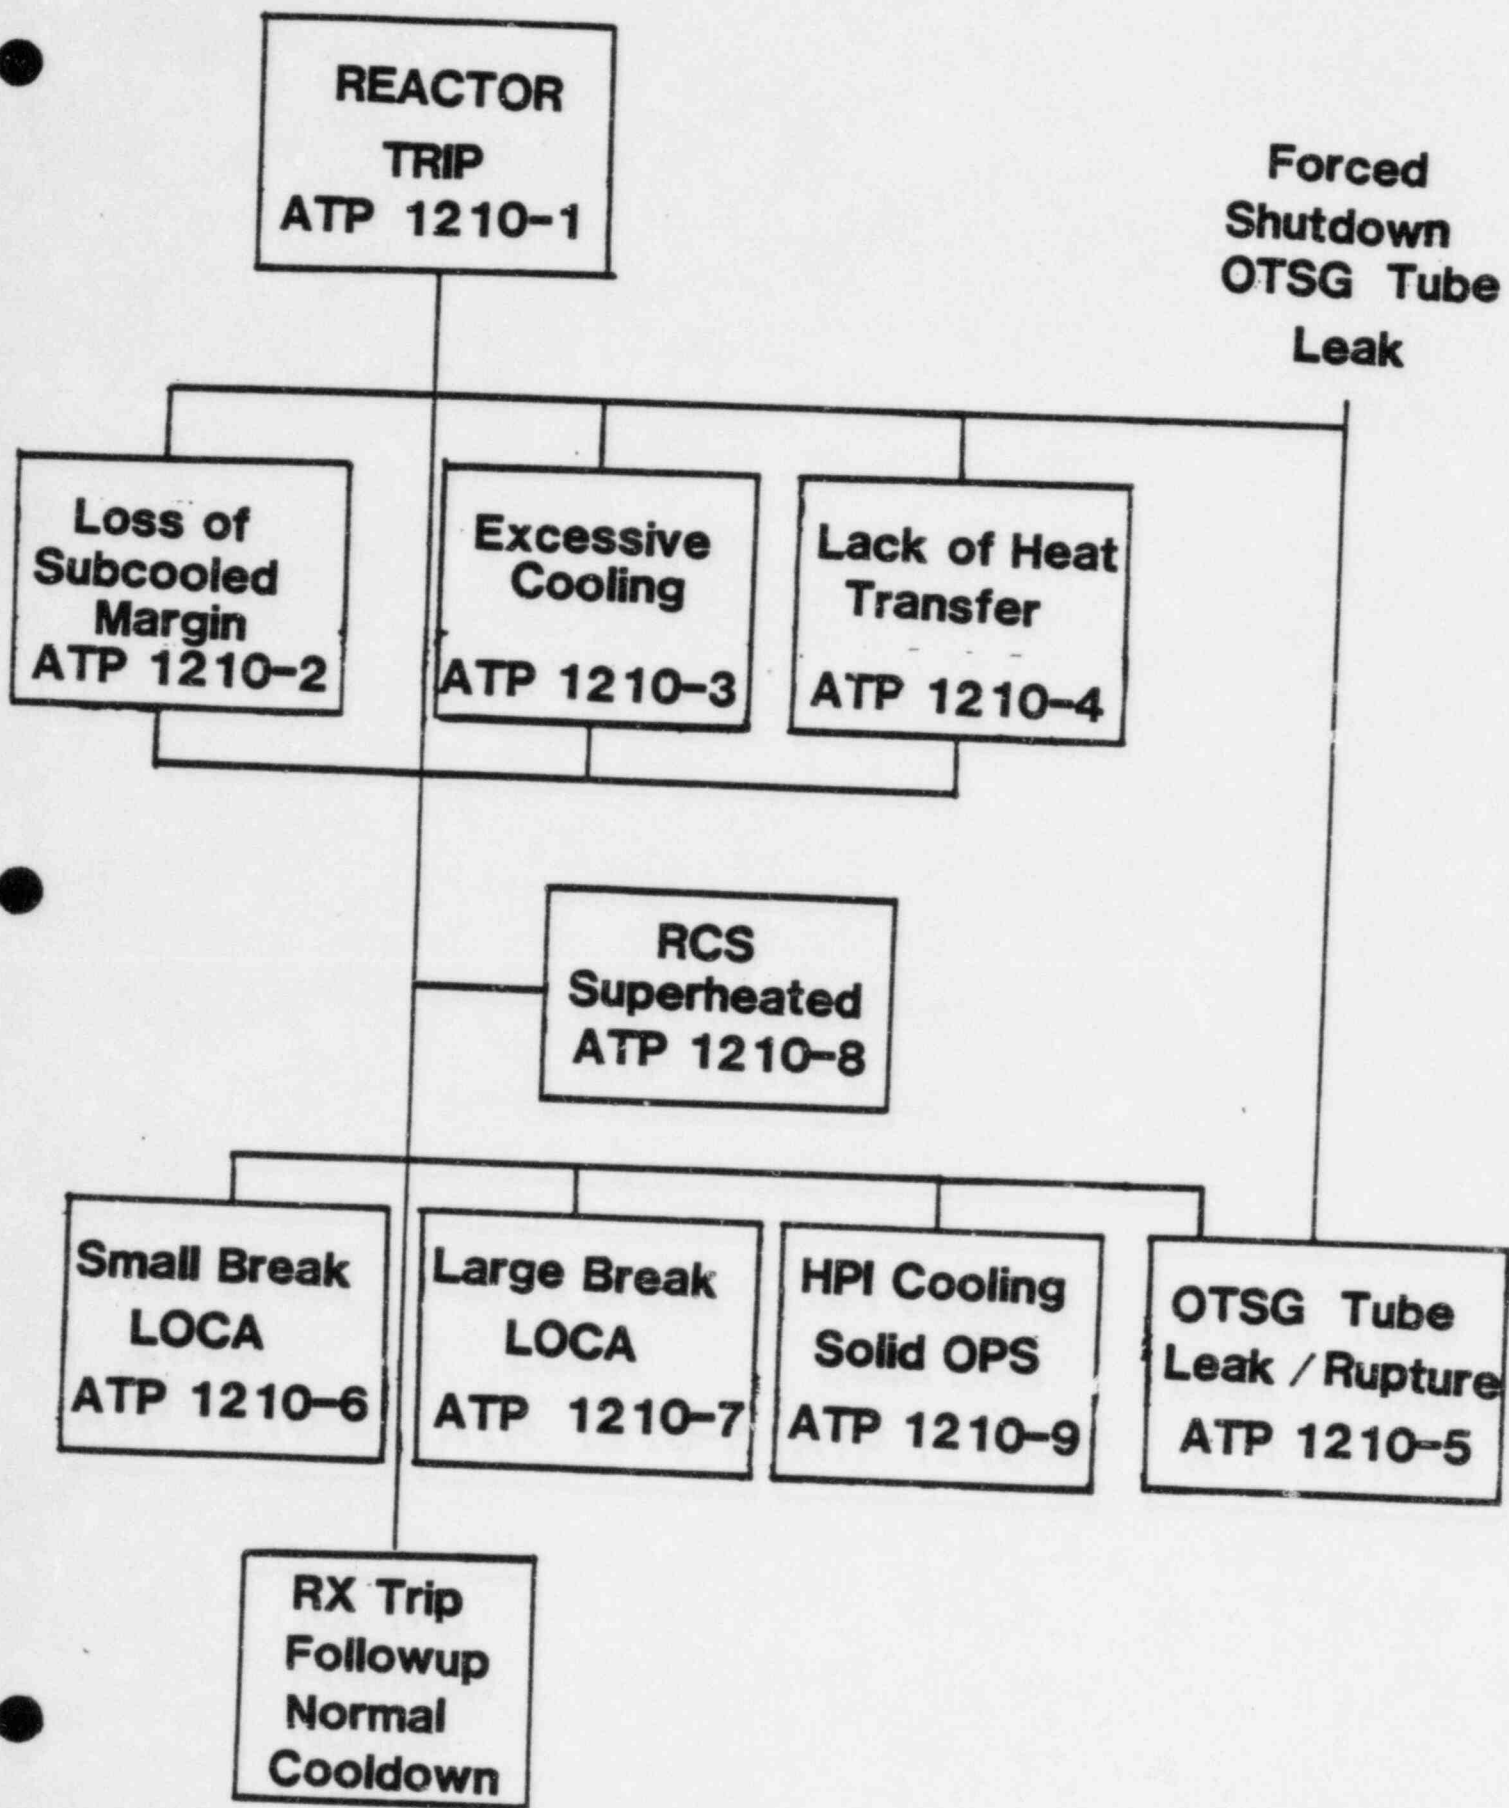 REACTOR
TRIP
ATP 1210-1
Forced
Shutdown
OTSG Tube
Leak
Loss of
Subcooled
Margin
ATP 1210-2
Excessive
Cooling
ATP 1210-3
Lack of Heat
Transfer
ATP 1210-4
RCS
Superheated
ATP 1210-8
Small Break
LOCA
ATP 1210-6
Large Break
LOCA
ATP 1210-7
HPI Cooling
Solid OPS
ATP 1210-9
OTSG Tube
Leak / Rupture
ATP 1210-5
RX Trip
Followup
Normal
Cooldown